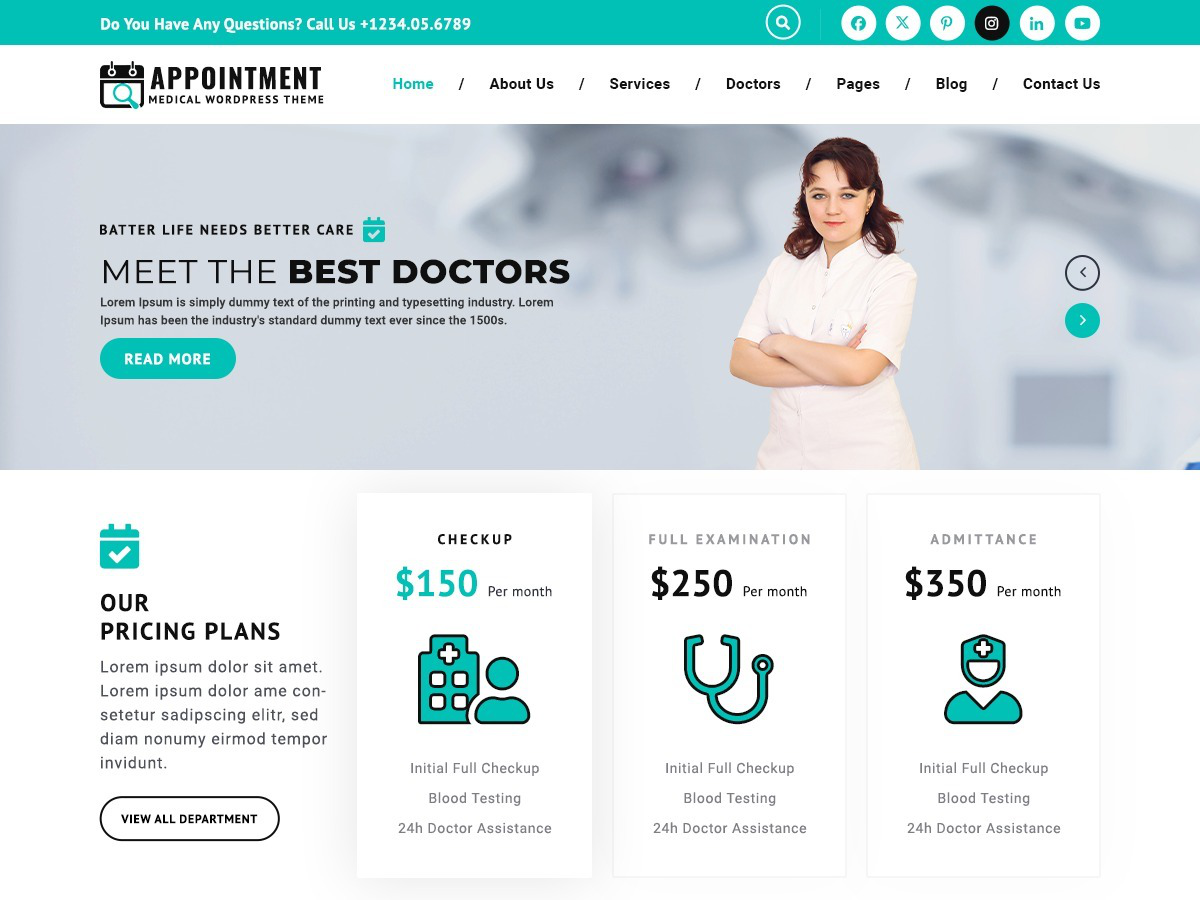 Do You Have Any Questions? Call Us +1234.05.6789
APPOINTMENT
MEDICAL WORDPRESS THEME
Home / About Us / Services / Doctors / Pages / Blog / Contact Us
BATTER LIFE NEEDS BETTER CARE
MEET THE BEST DOCTORS
Lorem Ipsum is simply dummy text of the printing and typesetting industry. Lorem
Ipsum has been the industry's standard dummy text ever since the 1500s.
READ MORE
OUR
PRICING PLANS
Lorem ipsum dolor sit amet.
Lorem ipsum dolor ame con-
setetur sadipscing elitr, sed
diam nonumy eirmod tempor
invidunt.
VIEW ALL DEPARTMENT
CHECKUP
$150 Per month
Initial Full Checkup
Blood Testing
24h Doctor Assistance
FULL EXAMINATION
$250 Per month
Initial Full Checkup
Blood Testing
24h Doctor Assistance
ADMITTANCE
$350 Per month
Initial Full Checkup
Blood Testing
24h Doctor Assistance